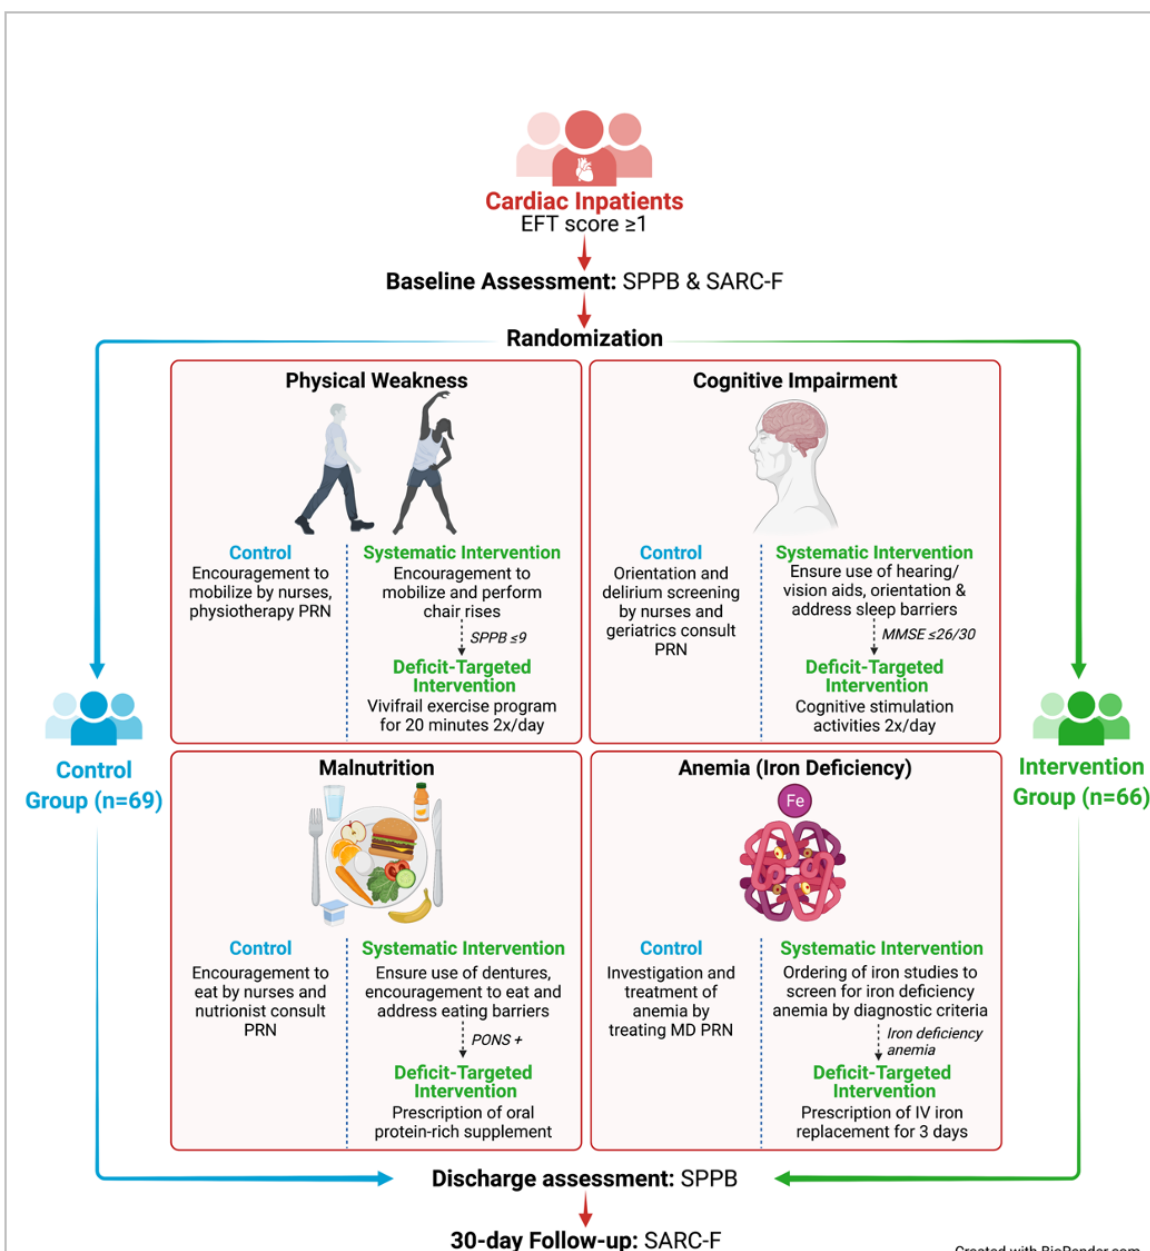 Cardiac Inpatients
EFT score ≥1
Baseline Assessment: SPPB & SARC-F
Randomization
Physical Weakness
Control
Encouragement to
mobilize by nurses,
physiotherapy PRN
Systematic Intervention
Encouragement to
mobilize and perform
chair rises
SPPB ≤9
Deficit-Targeted
Intervention
Vivifrail exercise program
for 20 minutes 2x/day
Cognitive Impairment
Control
Orientation and
delirium screening
by nurses and
geriatrics consult
PRN
Systematic Intervention
Ensure use of hearing/
vision aids, orientation &
address sleep barriers
MMSE ≤26/30
Deficit-Targeted
Intervention
Cognitive stimulation
activities 2x/day
Control
Group (n=69)
Intervention
Group (n=66)
Malnutrition
Control
Encouragement to
eat by nurses and
nutrionist consult
PRN
Systematic Intervention
Ensure use of dentures,
encouragement to eat and
address eating barriers
PONS +
Deficit-Targeted
Intervention
Prescription of oral
protein-rich supplement
Anemia (Iron Deficiency)
Fe
Control
Investigation and
treatment of
anemia by
treating MD PRN
Systematic Intervention
Ordering of iron studies to
screen for iron deficiency
anemia by diagnostic criteria
Iron deficiency
anemia
Deficit-Targeted
Intervention
Prescription of IV iron
replacement for 3 days
Discharge assessment: SPPB
30-day Follow-up: SARC-F
Created with BioRender.com